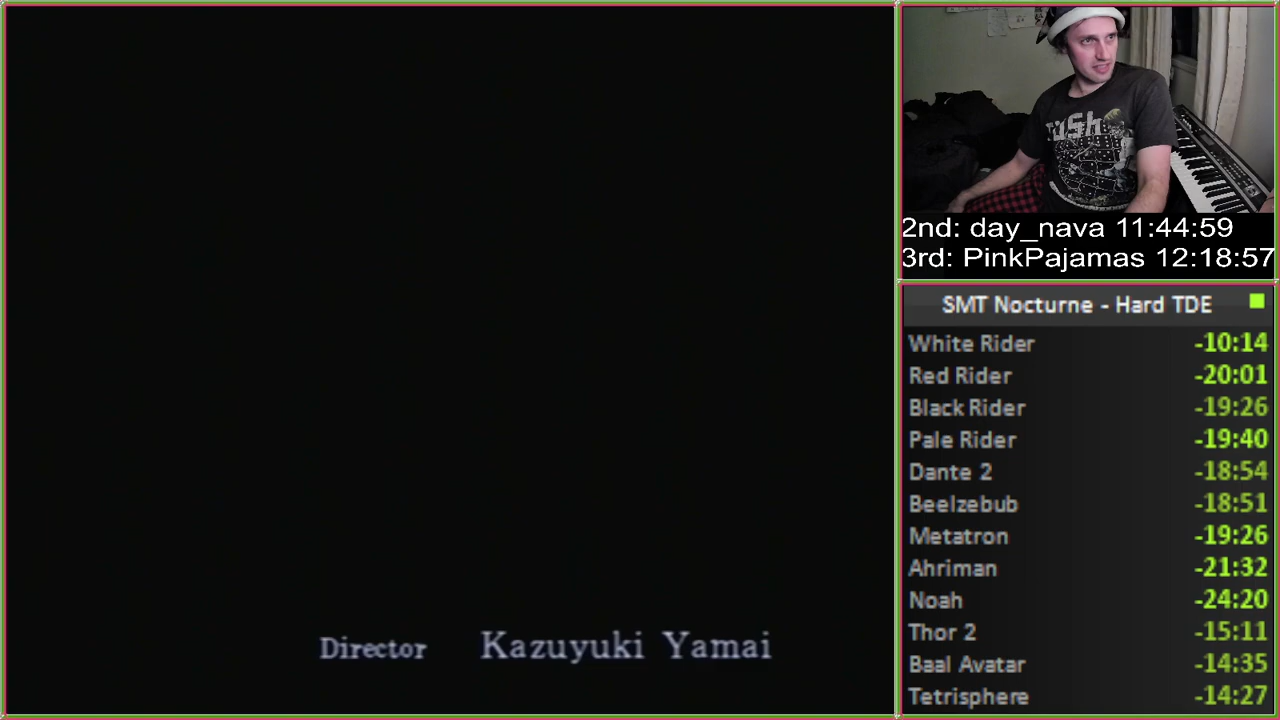 Director Kazuyuki Yamai
Rush
2nd: day_nava 11:44:59
3rd: PinkPajamas 12:18:57
SMT Nocturne - Hard TDE
White Rider -10:14
Red Rider -20:01
Black Rider -19:26
Pale Rider -19:40
Dante 2 -18:54
Beelzebub -18:51
Metatron -19:26
Ahriman -21:32
Noah -24:20
Thor 2 -15:11
Baal Avatar -14:35
Tetrisphere -14:27